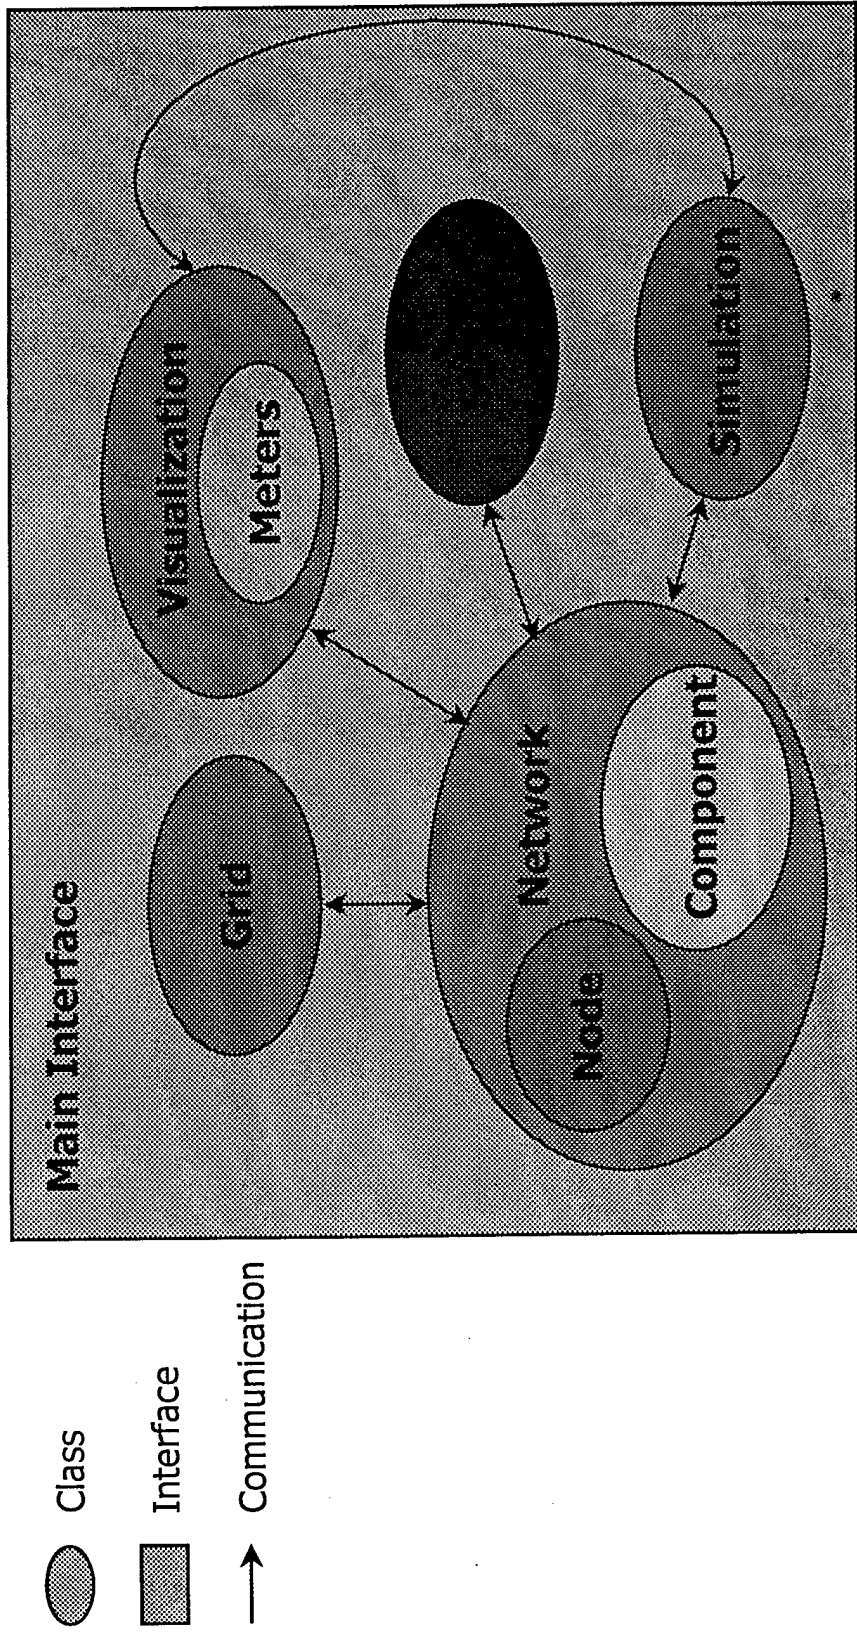 Class
Interface
Communication
Main Interface
Grid
Visualization
Meters
Network
Node
Component
Simulation